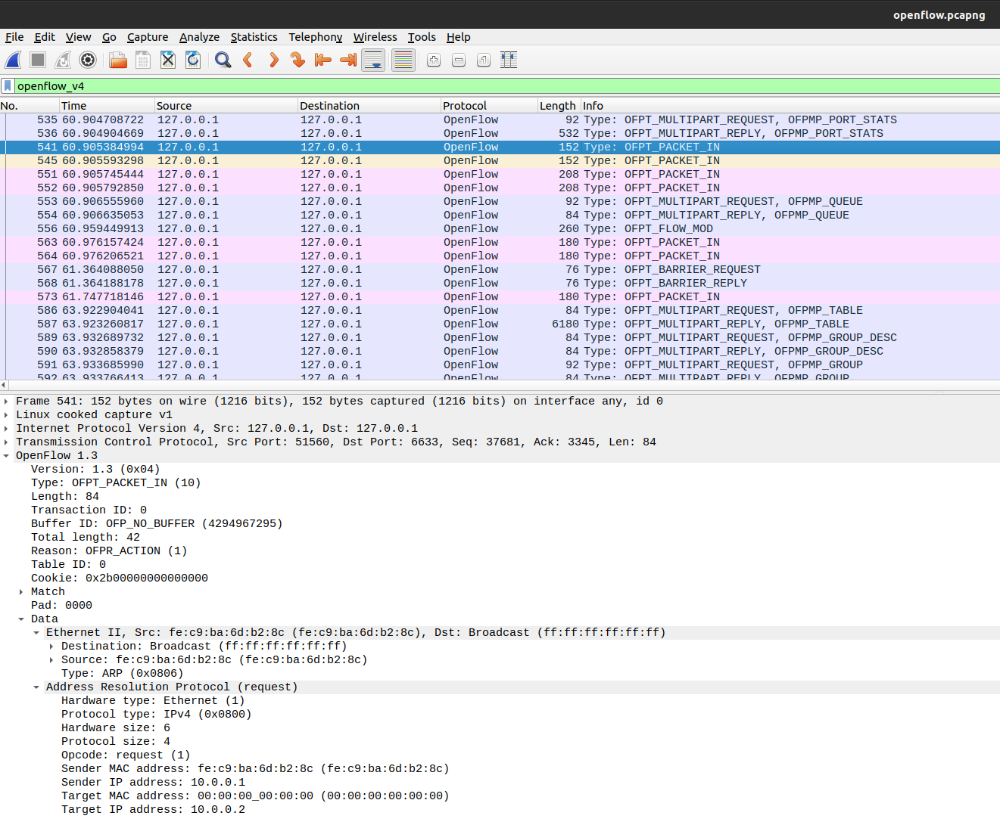 openflow.pcapng
File Edit View Go Capture Analyze Statistics Telephony Wireless Tools Help
openflow_v4
No. Time Source Destination Protocol Length Info
535 60.904708722 127.0.0.1 127.0.0.1 OpenFlow 92 Type: OFPT_MULTIPART_REQUEST, OFPMP_PORT_STATS
536 60.904904669 127.0.0.1 127.0.0.1 OpenFlow 532 Type: OFPT_MULTIPART_REPLY, OFPMP_PORT_STATS
541 60.905384994 127.0.0.1 127.0.0.1 OpenFlow 152 Type: OFPT_PACKET_IN
545 60.905593298 127.0.0.1 127.0.0.1 OpenFlow 152 Type: OFPT_PACKET_IN
551 60.905745444 127.0.0.1 127.0.0.1 OpenFlow 208 Type: OFPT_PACKET_IN
552 60.905792850 127.0.0.1 127.0.0.1 OpenFlow 208 Type: OFPT_PACKET_IN
553 60.906555960 127.0.0.1 127.0.0.1 OpenFlow 92 Type: OFPT_MULTIPART_REQUEST, OFPMP_QUEUE
554 60.906635053 127.0.0.1 127.0.0.1 OpenFlow 84 Type: OFPT_MULTIPART_REPLY, OFPMP_QUEUE
556 60.959449913 127.0.0.1 127.0.0.1 OpenFlow 260 Type: OFPT_FLOW_MOD
563 60.976157424 127.0.0.1 127.0.0.1 OpenFlow 180 Type: OFPT_PACKET_IN
564 60.976206521 127.0.0.1 127.0.0.1 OpenFlow 180 Type: OFPT_PACKET_IN
567 61.364088050 127.0.0.1 127.0.0.1 OpenFlow 76 Type: OFPT_BARRIER_REQUEST
568 61.364188178 127.0.0.1 127.0.0.1 OpenFlow 76 Type: OFPT_BARRIER_REPLY
573 61.747718146 127.0.0.1 127.0.0.1 OpenFlow 180 Type: OFPT_PACKET_IN
586 63.922904041 127.0.0.1 127.0.0.1 OpenFlow 84 Type: OFPT_MULTIPART_REQUEST, OFPMP_TABLE
587 63.923260817 127.0.0.1 127.0.0.1 OpenFlow 6180 Type: OFPT_MULTIPART_REPLY, OFPMP_TABLE
589 63.932689732 127.0.0.1 127.0.0.1 OpenFlow 84 Type: OFPT_MULTIPART_REQUEST, OFPMP_GROUP_DESC
590 63.932858379 127.0.0.1 127.0.0.1 OpenFlow 84 Type: OFPT_MULTIPART_REPLY, OFPMP_GROUP_DESC
591 63.933685990 127.0.0.1 127.0.0.1 OpenFlow 92 Type: OFPT_MULTIPART_REQUEST, OFPMP_GROUP
592 63.933766413 127.0.0.1 127.0.0.1 OpenFlow 84 Type: OFPT_MULTIPART_REPLY, OFPMP_GROUP
Frame 541: 152 bytes on wire (1216 bits), 152 bytes captured (1216 bits) on interface any, id 0
Linux cooked capture v1
Internet Protocol Version 4, Src: 127.0.0.1, Dst: 127.0.0.1
Transmission Control Protocol, Src Port: 51560, Dst Port: 6633, Seq: 37681, Ack: 3345, Len: 84
OpenFlow 1.3
Version: 1.3 (0x04)
Type: OFPT_PACKET_IN (10)
Length: 84
Transaction ID: 0
Buffer ID: OFP_NO_BUFFER (4294967295)
Total length: 42
Reason: OFPR_ACTION (1)
Table ID: 0
Cookie: 0x2b00000000000000
Match
Pad: 0000
Data
Ethernet II, Src: fe:c9:ba:6d:b2:8c (fe:c9:ba:6d:b2:8c), Dst: Broadcast (ff:ff:ff:ff:ff:ff)
Destination: Broadcast (ff:ff:ff:ff:ff:ff)
Source: fe:c9:ba:6d:b2:8c (fe:c9:ba:6d:b2:8c)
Type: ARP (0x0806)
Address Resolution Protocol (request)
Hardware type: Ethernet (1)
Protocol type: IPv4 (0x0800)
Hardware size: 6
Protocol size: 4
Opcode: request (1)
Sender MAC address: fe:c9:ba:6d:b2:8c (fe:c9:ba:6d:b2:8c)
Sender IP address: 10.0.0.1
Target MAC address: 00:00:00_00:00:00 (00:00:00:00:00:00)
Target IP address: 10.0.0.2